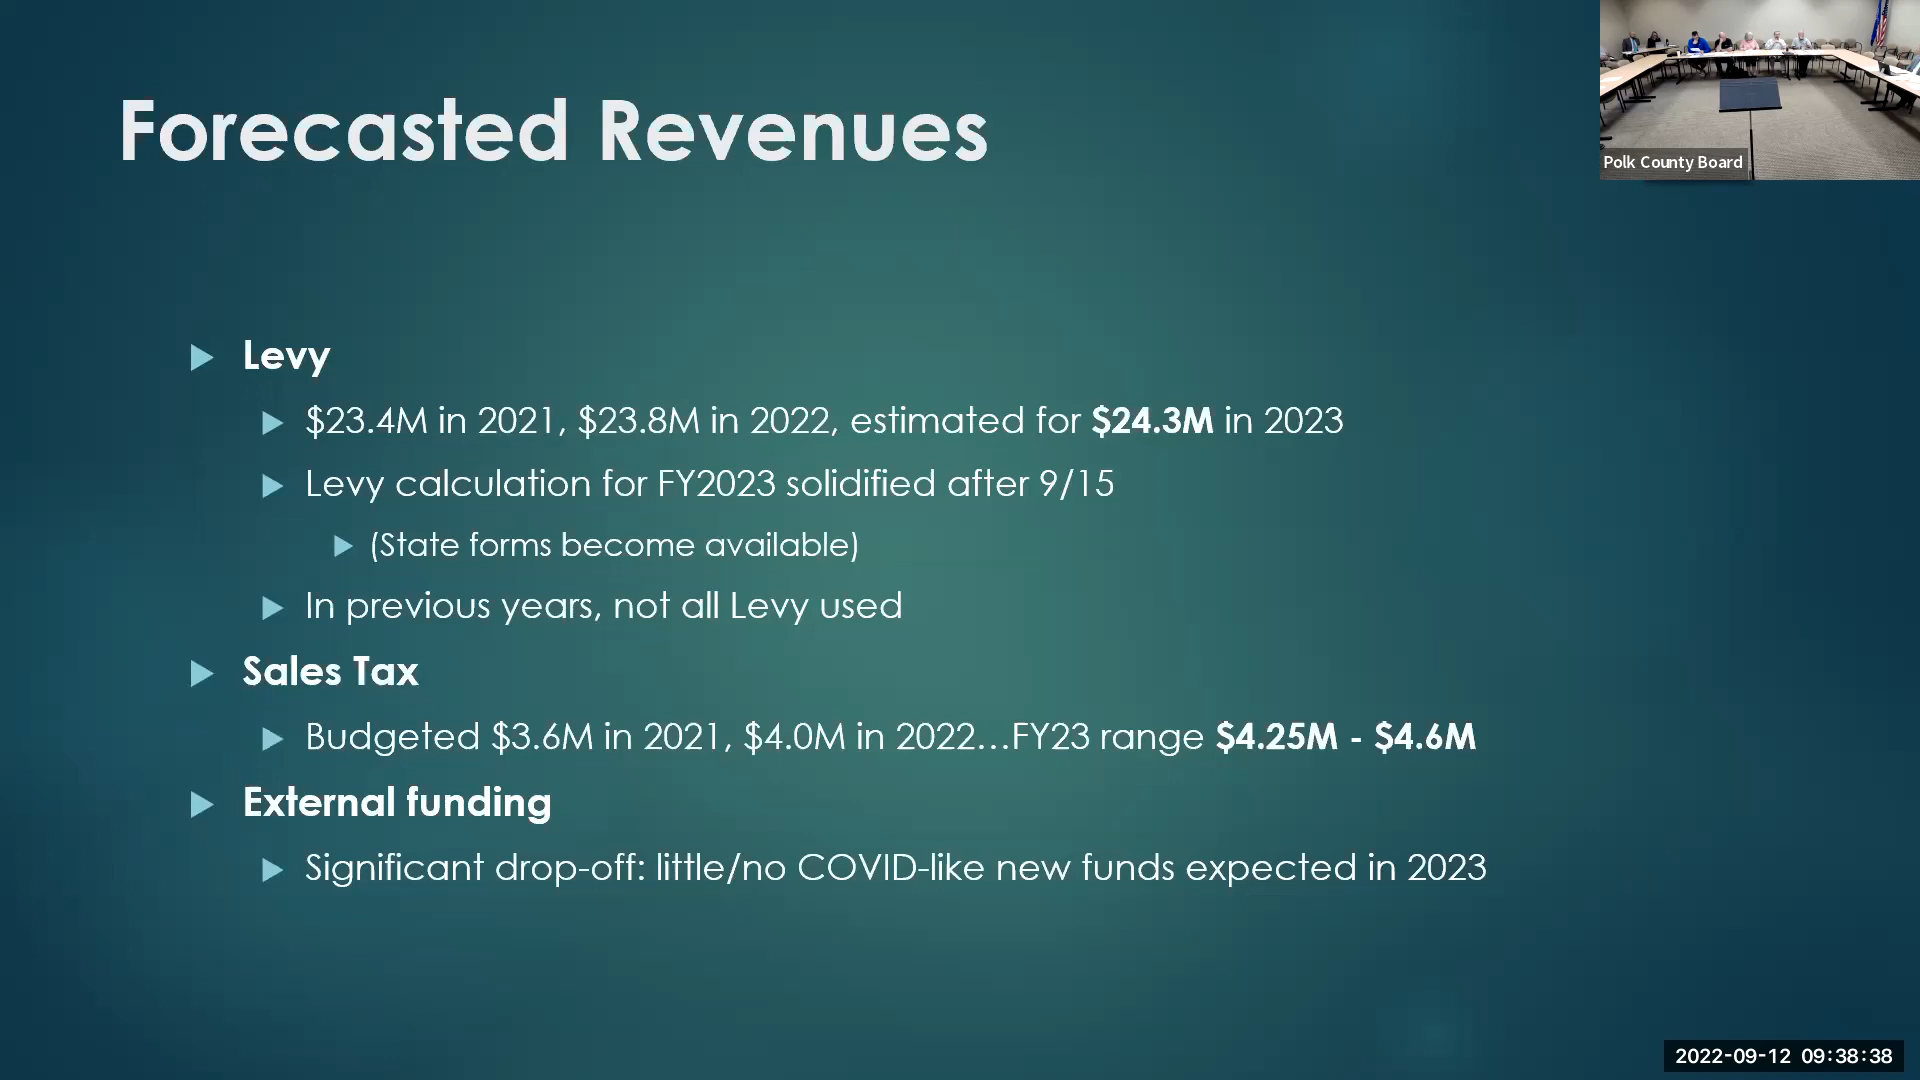 Forecasted Revenues
Polk County Board
Levy
$23.4M in 2021, $23.8M in 2022, estimated for $24.3M in 2023
Levy calculation for FY2023 solidified after 9/15
(State forms become available)
In previous years, not all Levy used
Sales Tax
Budgeted $3.6M in 2021, $4.0M in 2022...FY23 range $4.25M - $4.6M
External funding
Significant drop-off: little/no COVID-like new funds expected in 2023
2022-09-12 09:38:38